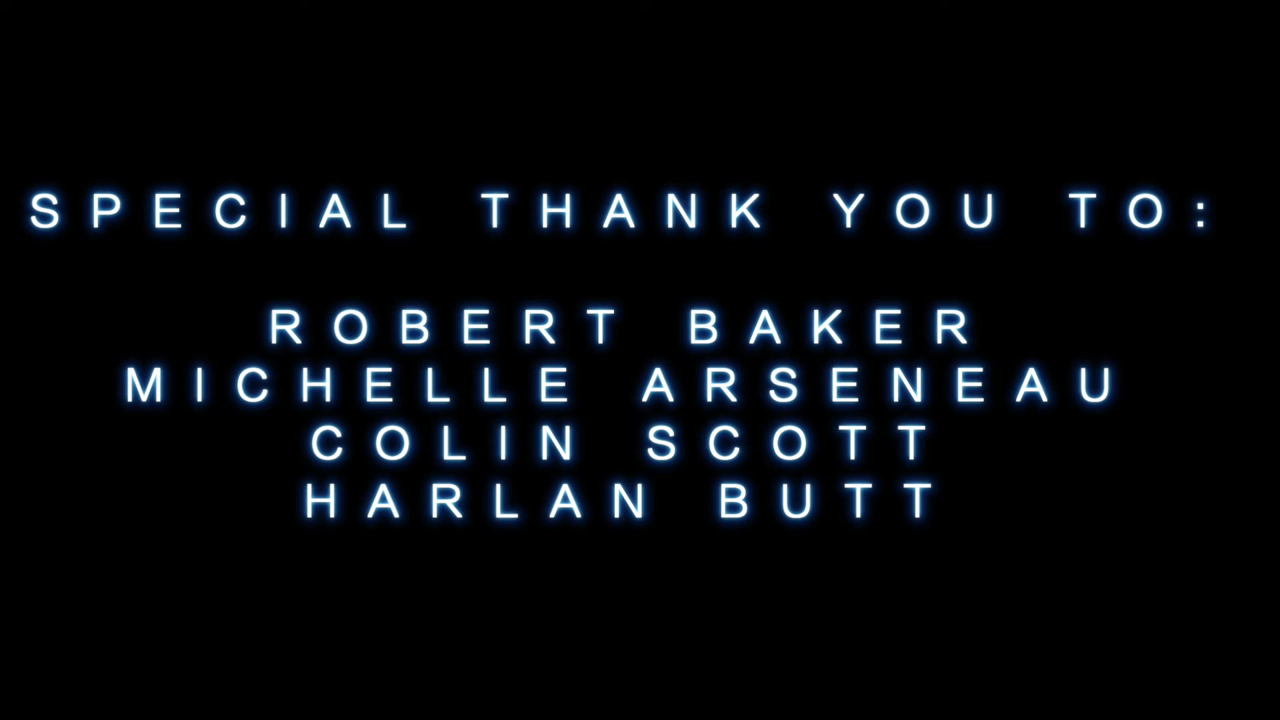 SPECIAL THANK YOU TO:
ROBERT BAKER
MICHELLE ARSENEAU
COLIN SCOTT
HARLAN BUTT